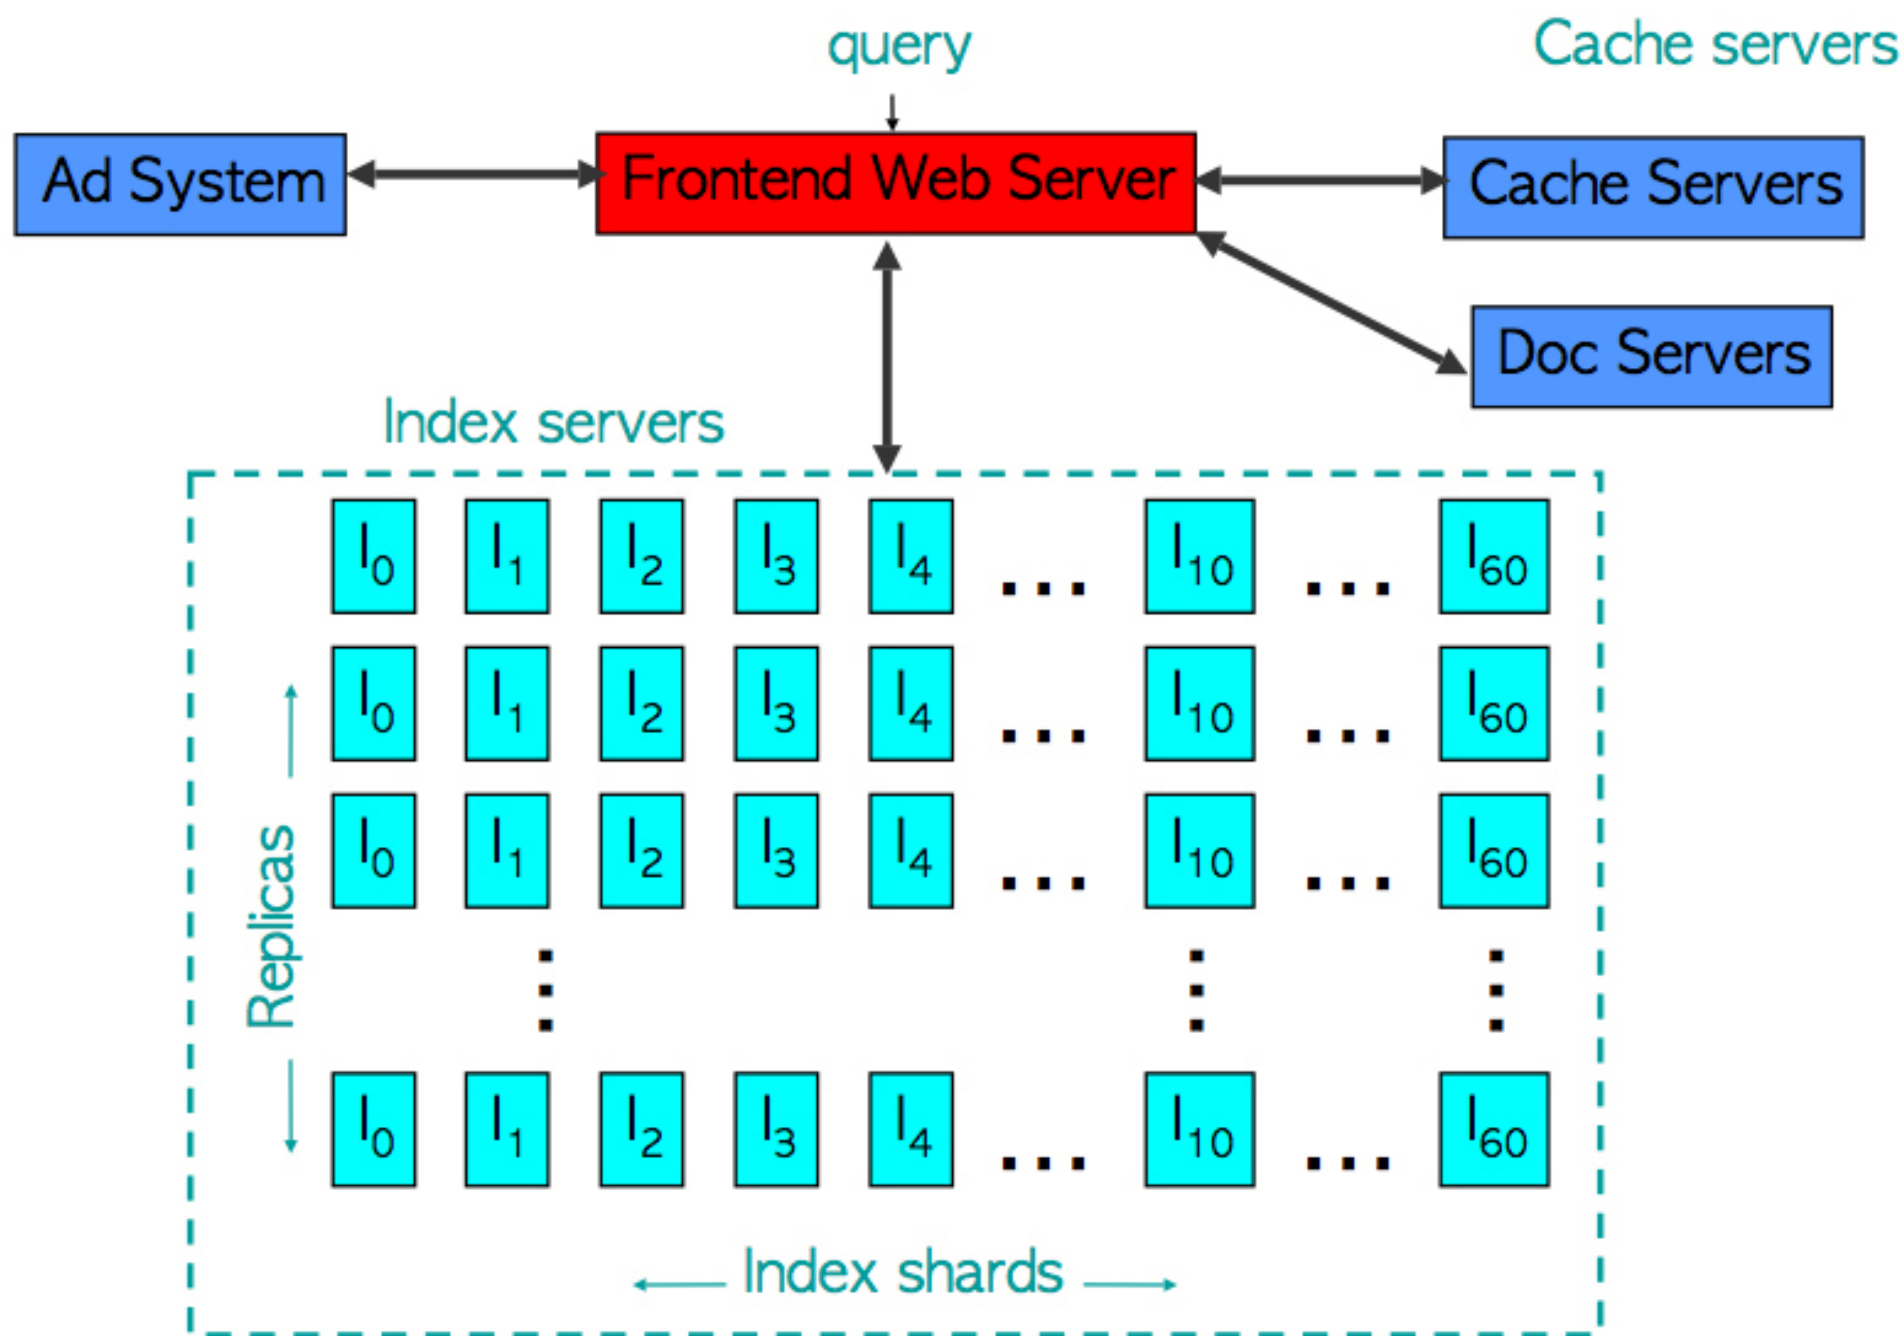 query
Cache servers
Ad System
Frontend Web Server
Cache Servers
Doc Servers
Index servers
I0 I1 I2 I3 I4 ... I10 ... I60
I0 I1 I2 I3 I4 ... I10 ... I60
I0 I1 I2 I3 I4 ... I10 ... I60
Replicas
I0 I1 I2 I3 I4 ... I10 ... I60
Index shards